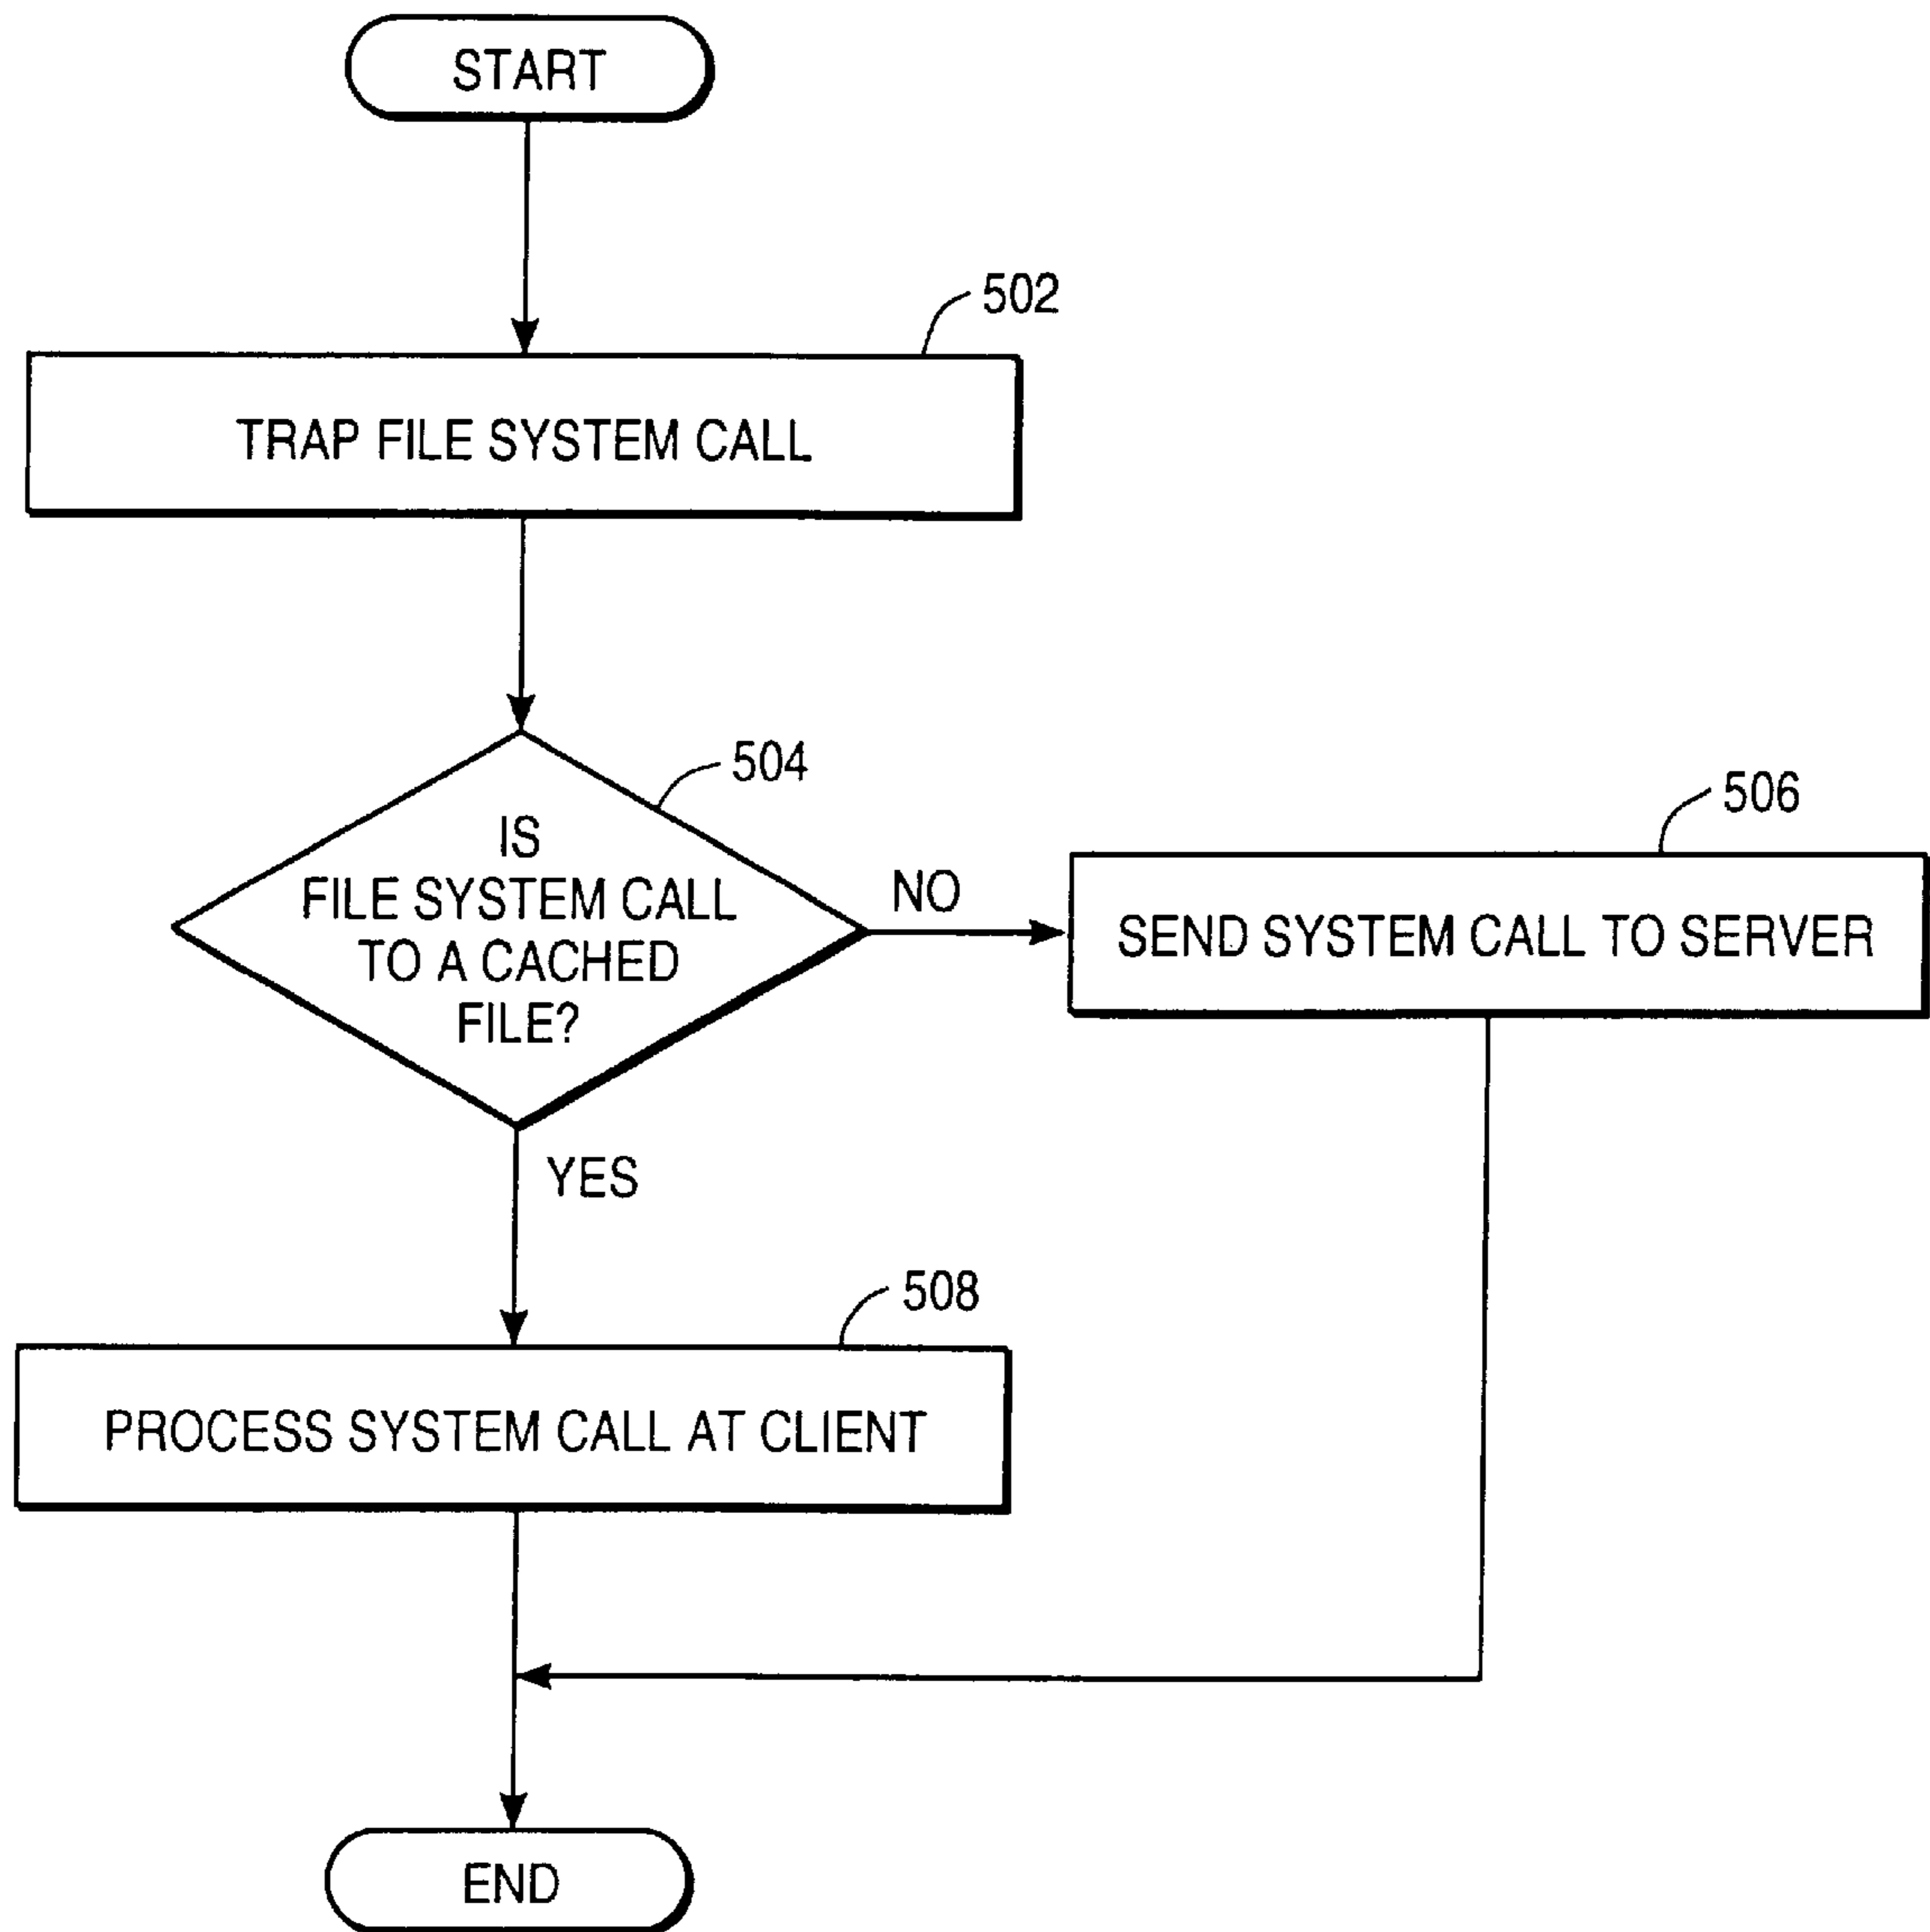 START
502
TRAP FILE SYSTEM CALL
504
IS
FILE SYSTEM CALL
TO A CACHED
FILE?
NO
506
SEND SYSTEM CALL TO SERVER
YES
508
PROCESS SYSTEM CALL AT CLIENT
END